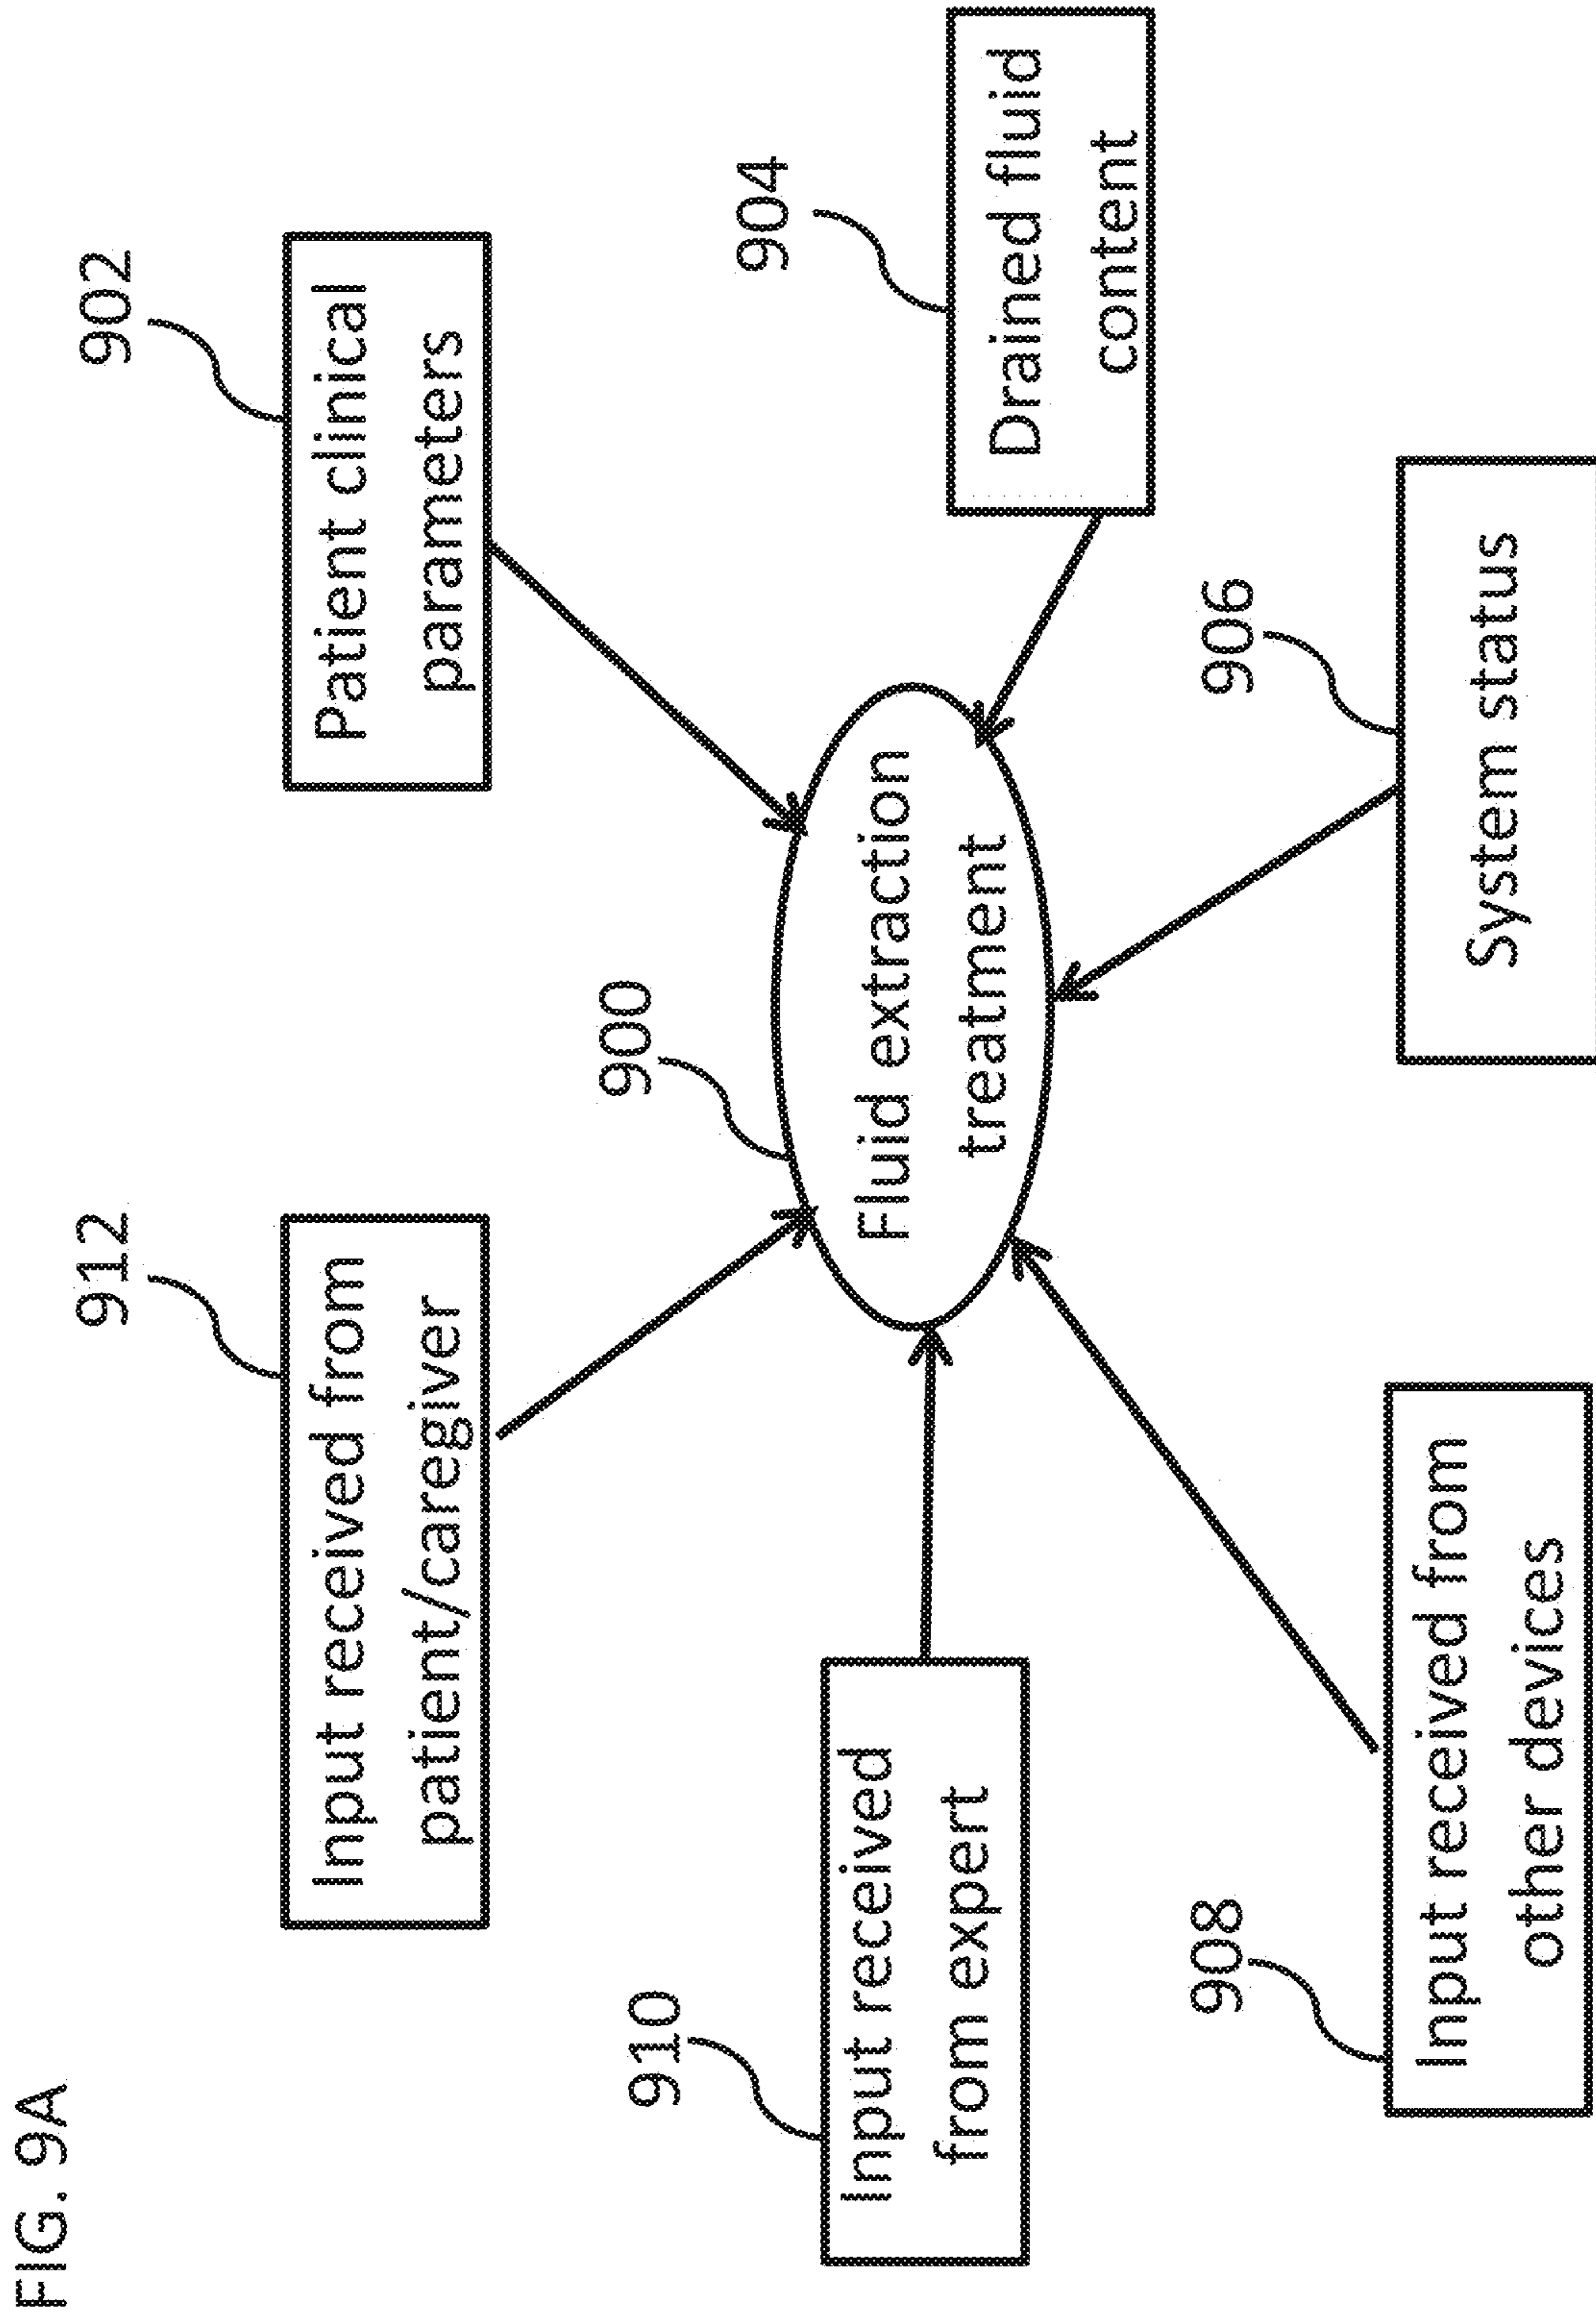 FIG. 9A
912
Input received from
patient/caregiver
902
Patient clinical
parameters
900
Fluid extraction
treatment
910
Input received
from expert
904
Drained fluid
content
908
Input received from
other devices
906
System status